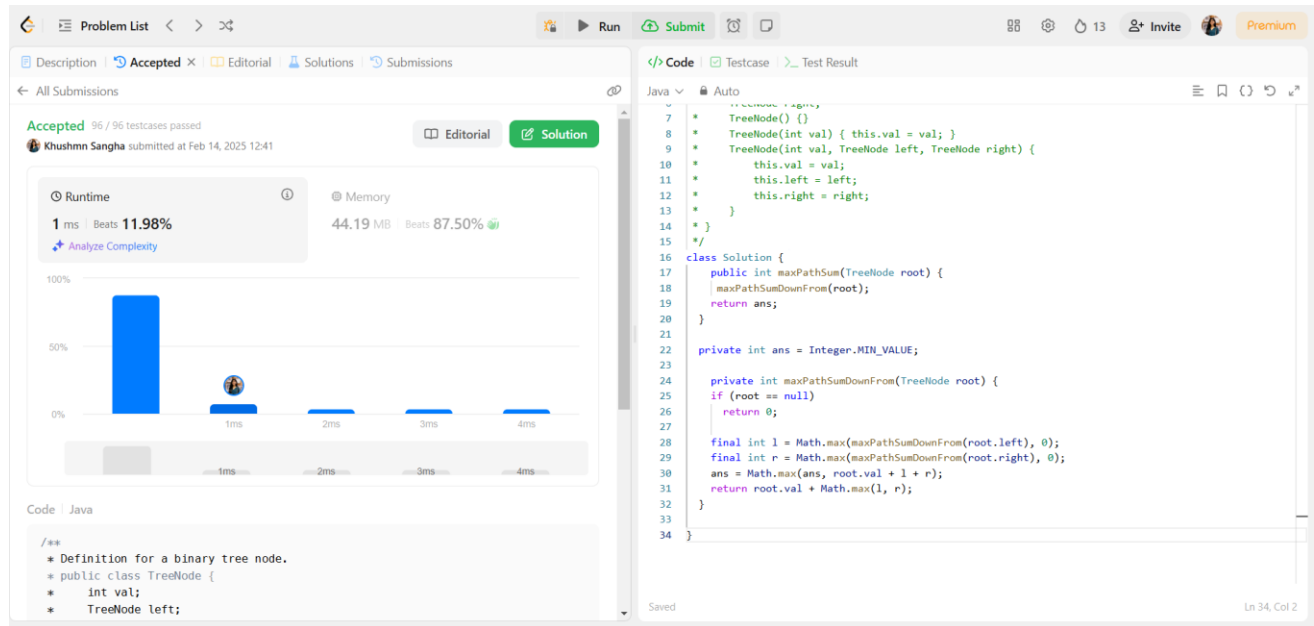 Problem List
Run
Submit
13
Invite
Premium
Description
Accepted
Editorial
Solutions
Submissions
All Submissions
Accepted 96 / 96 testcases passed
Khushmn Sangha submitted at Feb 14, 2025 12:41
Editorial
Solution
Runtime
1 ms Beats 11.98%
Analyze Complexity
Memory
44.19 MB Beats 87.50%
100%
50%
0%
1ms 2ms 3ms 4ms
1ms 2ms 3ms 4ms
Code Java
/**
* Definition for a binary tree node.
* public class TreeNode {
*     int val;
*     TreeNode left;
</> Code
Testcase
>_ Test Result
Java
Auto
6 *     TreeNode right;
7 *     TreeNode() {}
8 *     TreeNode(int val) { this.val = val; }
9 *     TreeNode(int val, TreeNode left, TreeNode right) {
10 *         this.val = val;
11 *         this.left = left;
12 *         this.right = right;
13 *     }
14 * }
15 */
16 class Solution {
17     public int maxPathSum(TreeNode root) {
18     maxPathSumDownFrom(root);
19     return ans;
20   }
21
22   private int ans = Integer.MIN_VALUE;
23
24     private int maxPathSumDownFrom(TreeNode root) {
25     if (root == null)
26       return 0;
27
28     final int l = Math.max(maxPathSumDownFrom(root.left), 0);
29     final int r = Math.max(maxPathSumDownFrom(root.right), 0);
30     ans = Math.max(ans, root.val + l + r);
31     return root.val + Math.max(l, r);
32   }
33
34 }
Saved
Ln 34, Col 2